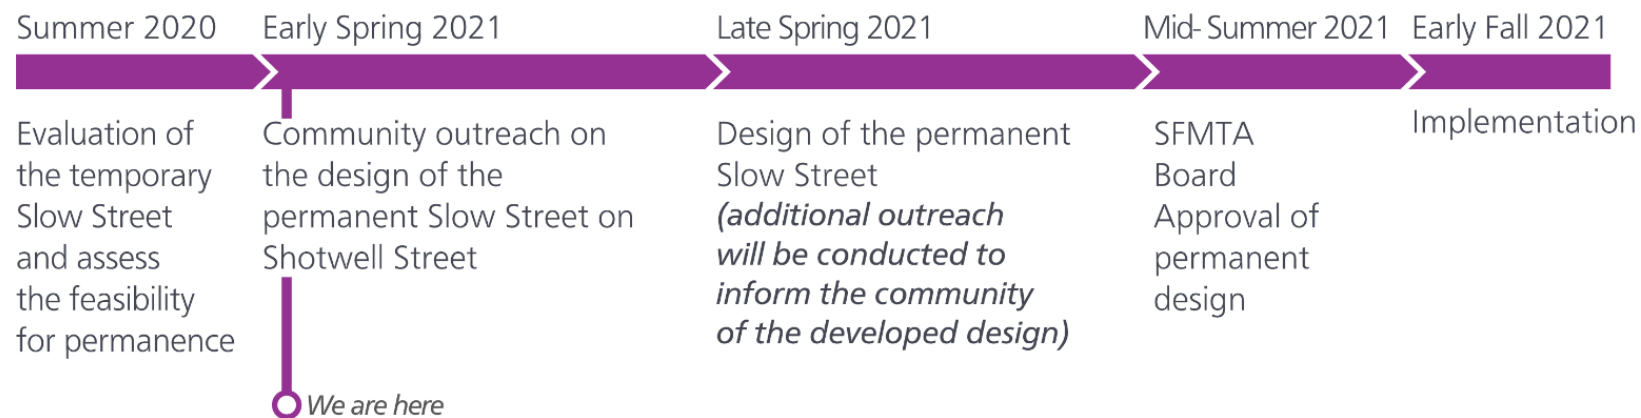 Summer 2020
Early Spring 2021
Late Spring 2021
Mid- Summer 2021
Early Fall 2021
Evaluation of
the temporary
Slow Street
and assess
the feasibility
for permanence
Community outreach on
the design of the
permanent Slow Street on
Shotwell Street
Design of the permanent
Slow Street
(additional outreach
will be conducted to
inform the community
of the developed design)
SFMTA
Board
Approval of
permanent
design
Implementation
We are here